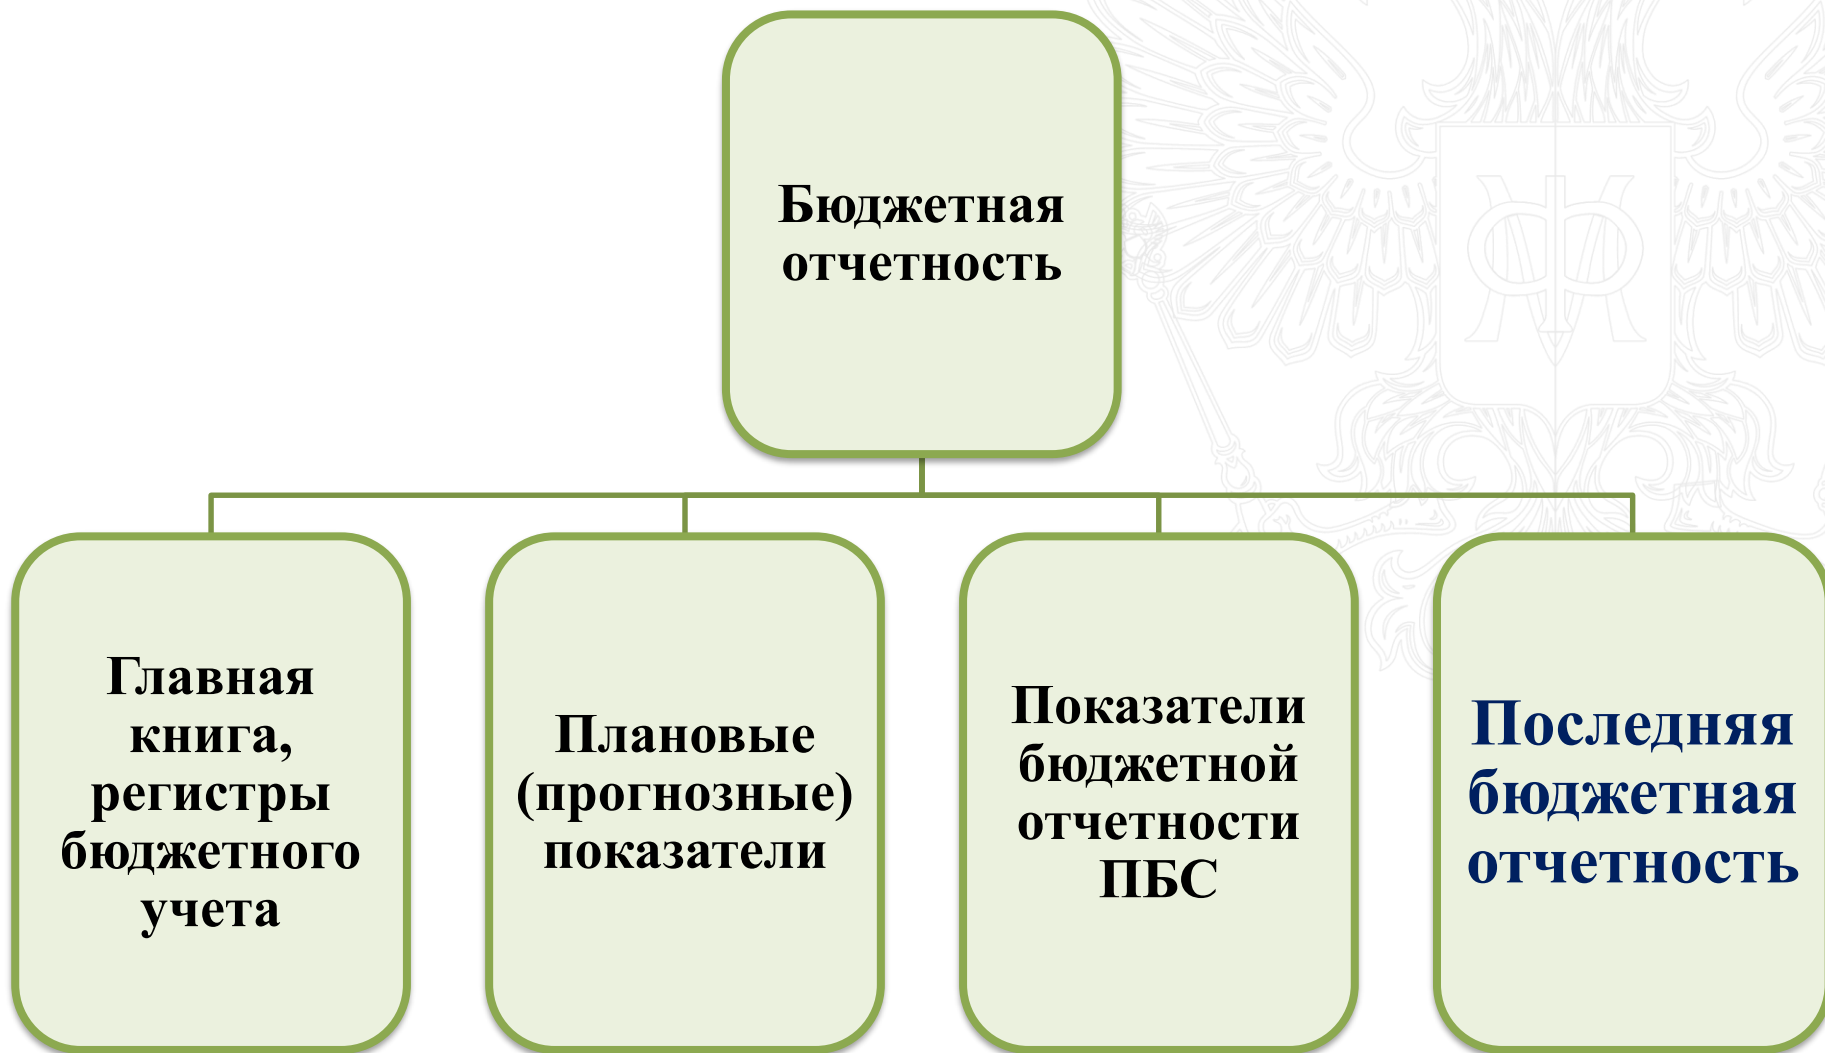 Бюджетная
отчетность
Главная
книга,
регистры
бюджетного
учета
Плановые
(прогнозные)
показатели
Показатели
бюджетной
отчетности
ПБС
Последняя
бюджетная
отчетность